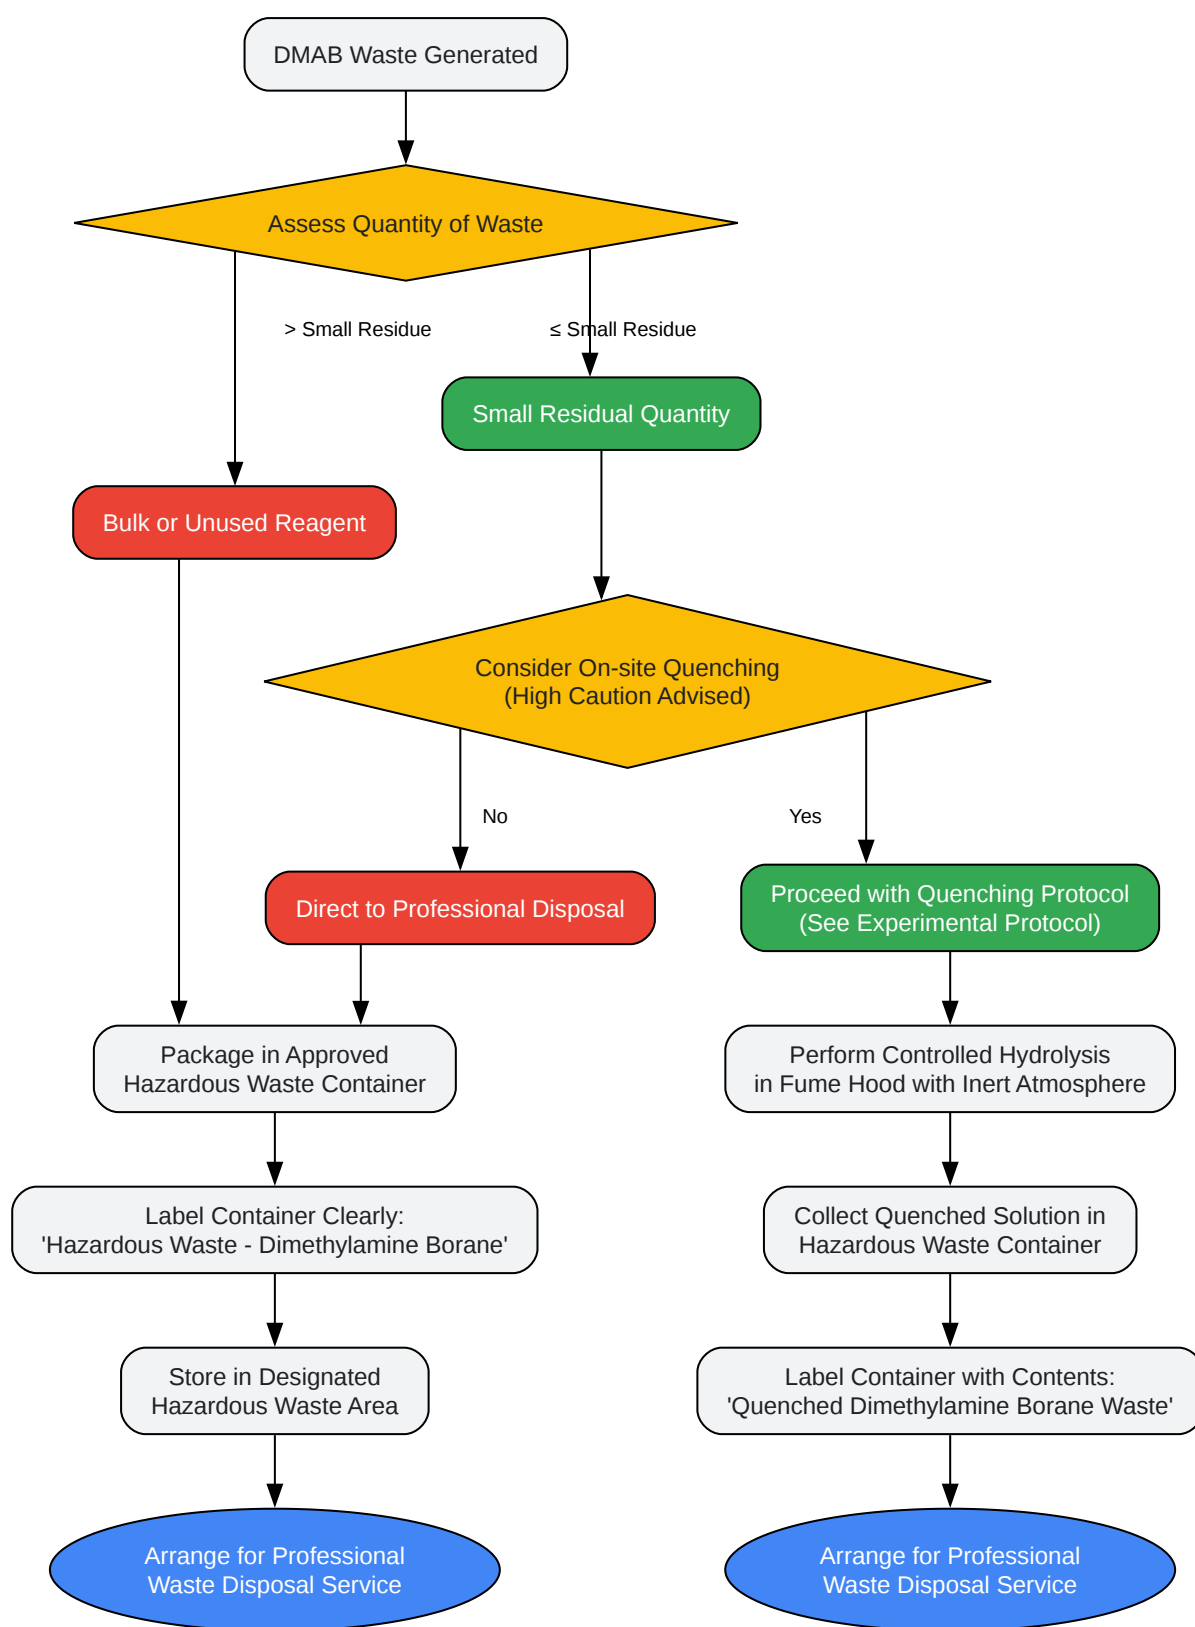 DMAB Waste Generated
Assess Quantity of Waste
> Small Residue
≤ Small Residue
Small Residual Quantity
Bulk or Unused Reagent
Consider On-site Quenching
(High Caution Advised)
No
Yes
Direct to Professional Disposal
Proceed with Quenching Protocol
(See Experimental Protocol)
Package in Approved
Hazardous Waste Container
Perform Controlled Hydrolysis
in Fume Hood with Inert Atmosphere
Label Container Clearly:
'Hazardous Waste - Dimethylamine Borane'
Collect Quenched Solution in
Hazardous Waste Container
Store in Designated
Hazardous Waste Area
Label Container with Contents:
'Quenched Dimethylamine Borane Waste'
Arrange for Professional
Waste Disposal Service
Arrange for Professional
Waste Disposal Service